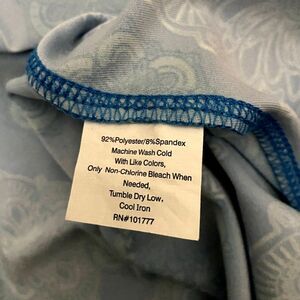 92%Polyester/8%Spandex
Machine Wash Cold
With Like Colors,
Only Non-Chlorine Bleach When
Needed,
Tumble Dry Low,
Cool Iron
RN#101777